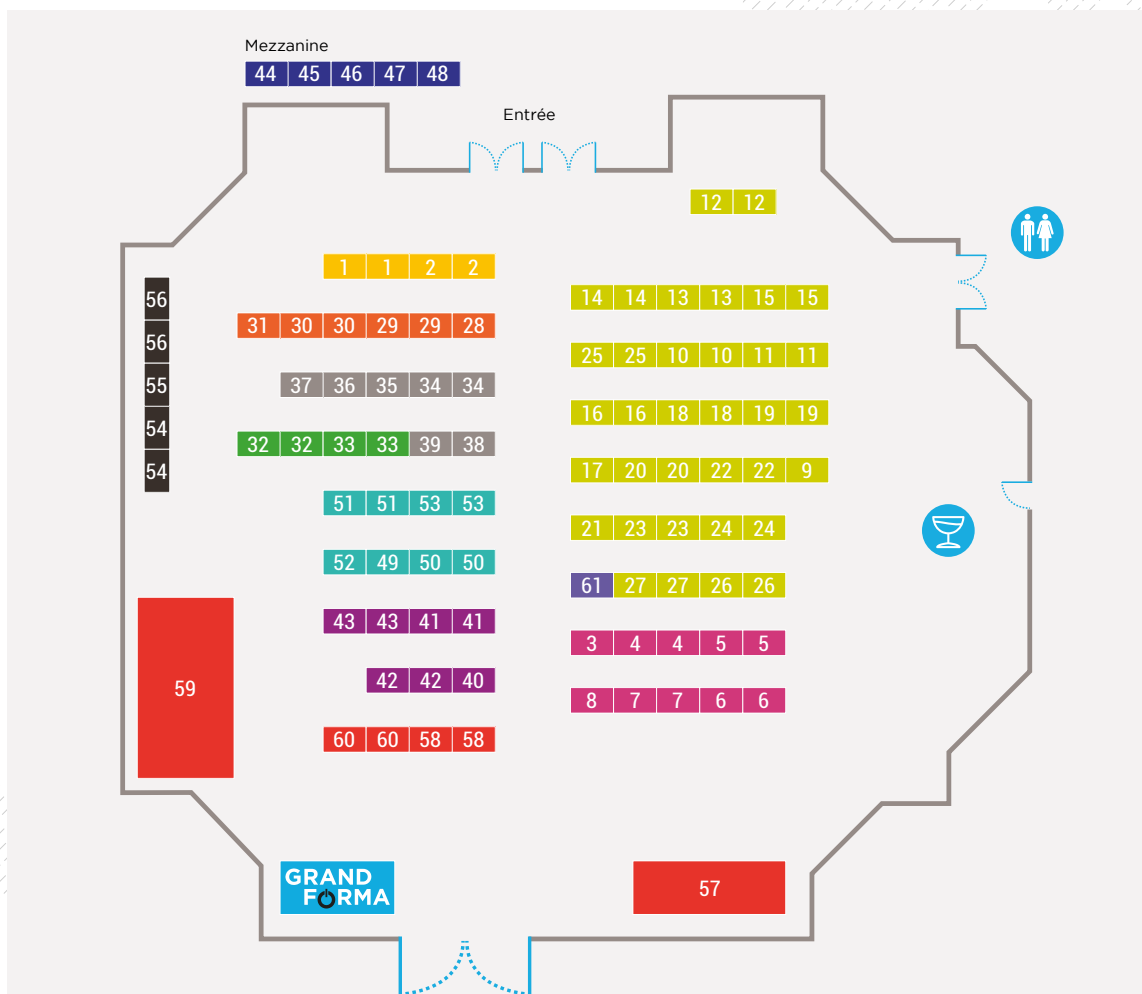 Mezzanine
44 45 46 47 48
Entrée
12 12
1 1 2 2
31 30 30 29 29 28
37 36 35 34 34
32 32 33 33 39 38
51 51 53 53
52 49 50 50
43 43 41 41
42 42 40
60 60 58 58
56
56
55
54
54
59
14 14 13 13 15 15
25 25 10 10 11 11
16 16 18 18 19 19
17 20 20 22 22 9
21 23 23 24 24
61 27 27 26 26
3 4 4 5 5
8 7 7 6 6
GRAND
FORMA
57